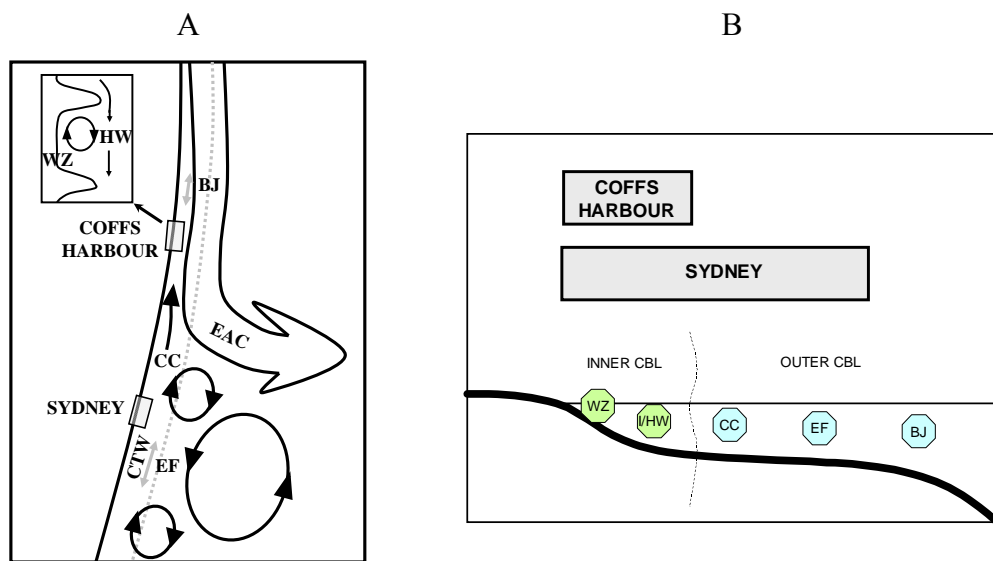 A
B
WZ
HW
BJ
COFFS
HARBOUR
EAC
CC
SYDNEY
CTW
EF
COFFS
HARBOUR
SYDNEY
INNER CBL
OUTER CBL
WZ
I/HW
CC
EF
BJ